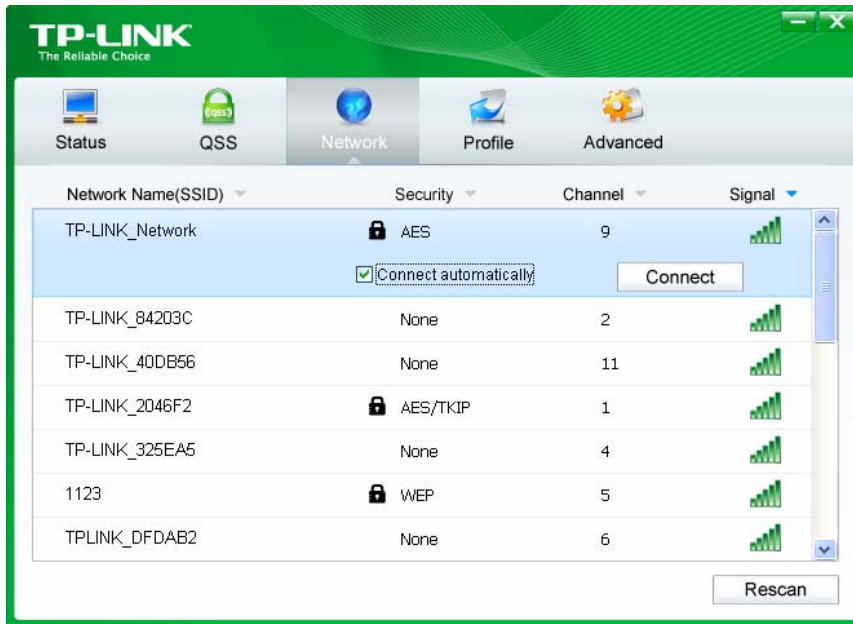 TP-LINK
The Reliable Choice
Status QSS Network Profile Advanced
Network Name(SSID) Security Channel Signal
TP-LINK_Network AES 9
Connect automatically Connect
TP-LINK_84203C None 2
TP-LINK_40DB56 None 11
TP-LINK_2046F2 AES/TKIP 1
TP-LINK_325EA5 None 4
1123 WEP 5
TPLINK_DFDAB2 None 6
Rescan